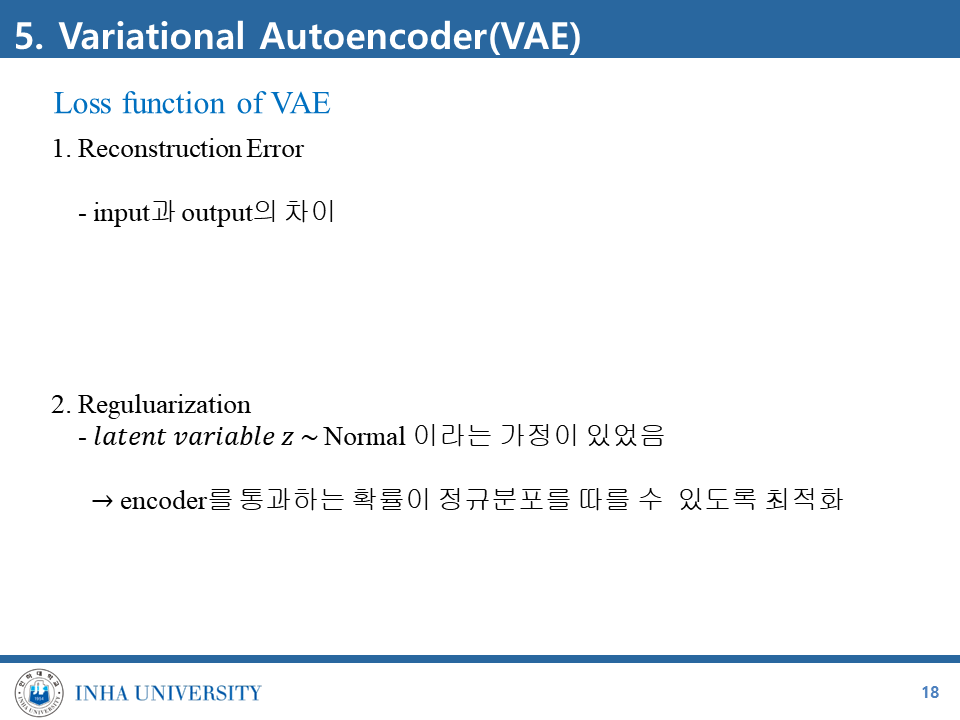 5. Variational Autoencoder(VAE)
Loss function of VAE
1. Reconstruction Error
- input과 output의 차이
2. Reguluarization
- 𝑙𝑎𝑡𝑒𝑛𝑡 𝑣𝑎𝑟𝑖𝑎𝑏𝑙𝑒 𝑧 ~ Normal 이라는 가정이 있었음
→ encoder를 통과하는 확률이 정규분포를 따를 수 있도록 최적화
INHA UNIVERSITY
18